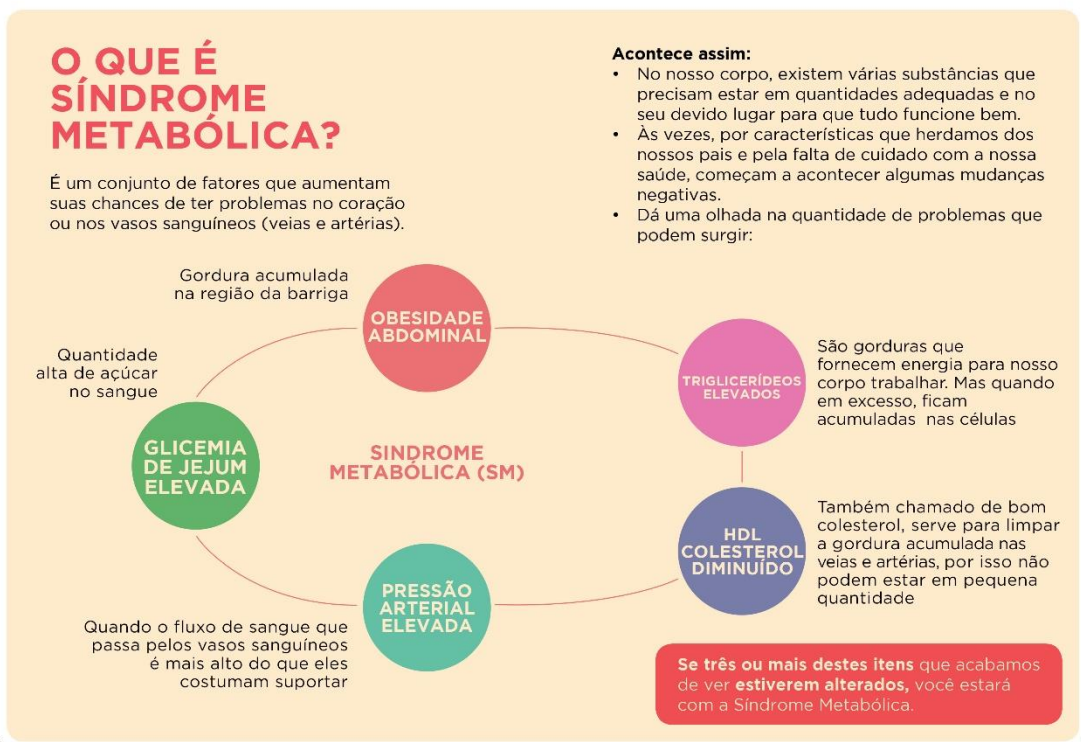 O QUE É
SÍNDROME
METABÓLICA?
É um conjunto de fatores que aumentam
suas chances de ter problemas no coração
ou nos vasos sanguíneos (veias e artérias).
Acontece assim:
• No nosso corpo, existem várias substâncias que
precisam estar em quantidades adequadas e no
seu devido lugar para que tudo funcione bem.
• Às vezes, por características que herdamos dos
nossos pais e pela falta de cuidado com a nossa
saúde, começam a acontecer algumas mudanças
negativas.
• Dá uma olhada na quantidade de problemas que
podem surgir:
Gordura acumulada
na região da barriga
OBESIDADE
ABDOMINAL
Quantidade
alta de açúcar
no sangue
GLICEMIA
DE JEJUM
ELEVADA
SINDROME
METABÓLICA (SM)
TRIGLICERÍDEOS
ELEVADOS
São gorduras que
fornecem energia para nosso
corpo trabalhar. Mas quando
em excesso, ficam
acumuladas nas células
HDL
COLESTEROL
DIMINUÍDO
Também chamado de bom
colesterol, serve para limpar
a gordura acumulada nas
veias e artérias, por isso não
podem estar em pequena
quantidade
PRESSÃO
ARTERIAL
ELEVADA
Quando o fluxo de sangue que
passa pelos vasos sanguíneos
é mais alto do que eles
costumam suportar
Se três ou mais destes itens que acabamos
de ver estiverem alterados, você estará
com a Síndrome Metabólica.